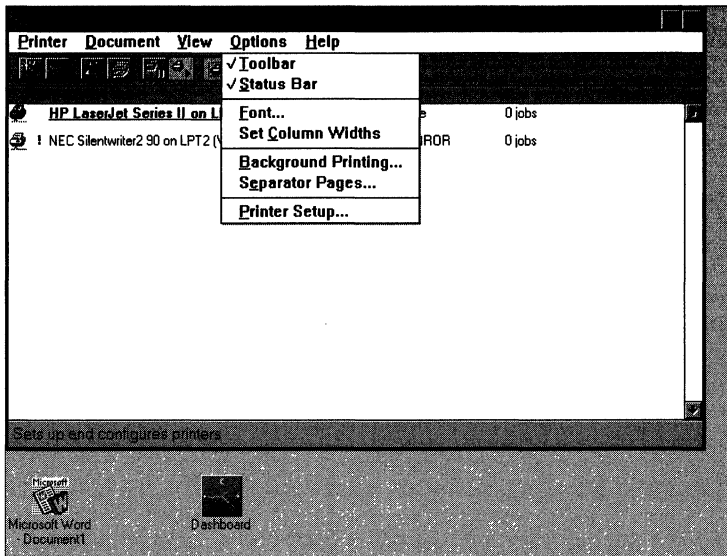 Printer Document View Options Help
✓Toolbar
✓Status Bar
Font...
Set Column Widths
Background Printing...
Separator Pages...
Printer Setup...
HP LaserJet Series II on 0 jobs
! NEC Silentwriter2 90 on LPT2 0 jobs
Sets up and configures printers
Microsoft
Microsoft Word
- Document1
Dashboard